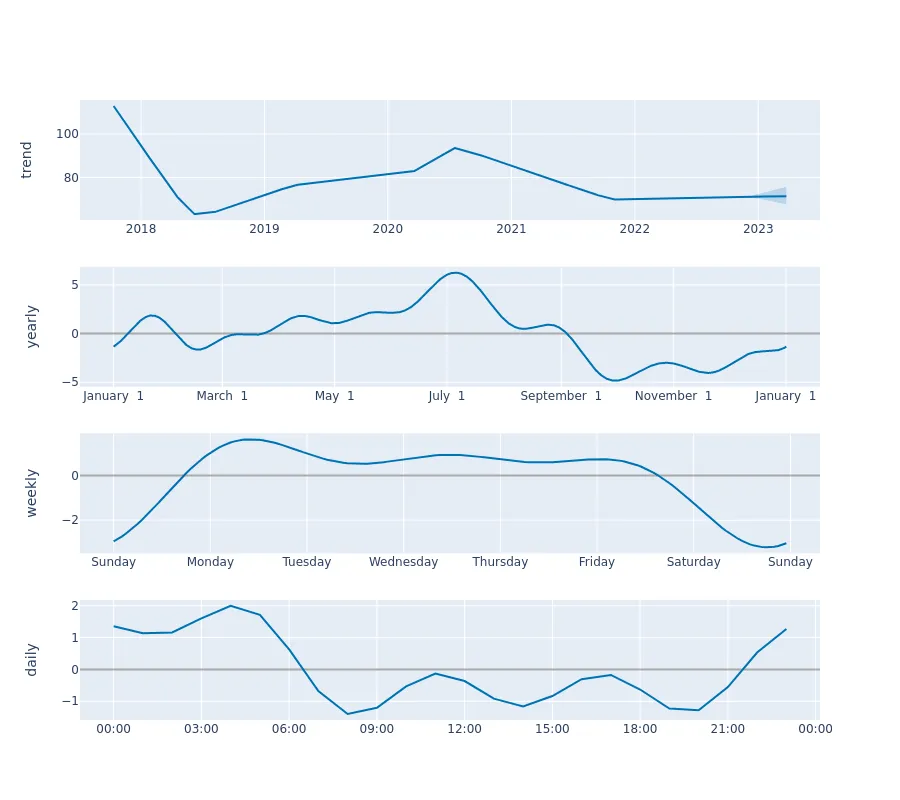 trend
100
80
2018 2019 2020 2021 2022 2023
yearly
5
0
−5
January 1 March 1 May 1 July 1 September 1 November 1 January 1
weekly
0
−2
Sunday Monday Tuesday Wednesday Thursday Friday Saturday Sunday
daily
2
1
0
−1
00:00 03:00 06:00 09:00 12:00 15:00 18:00 21:00 00:00